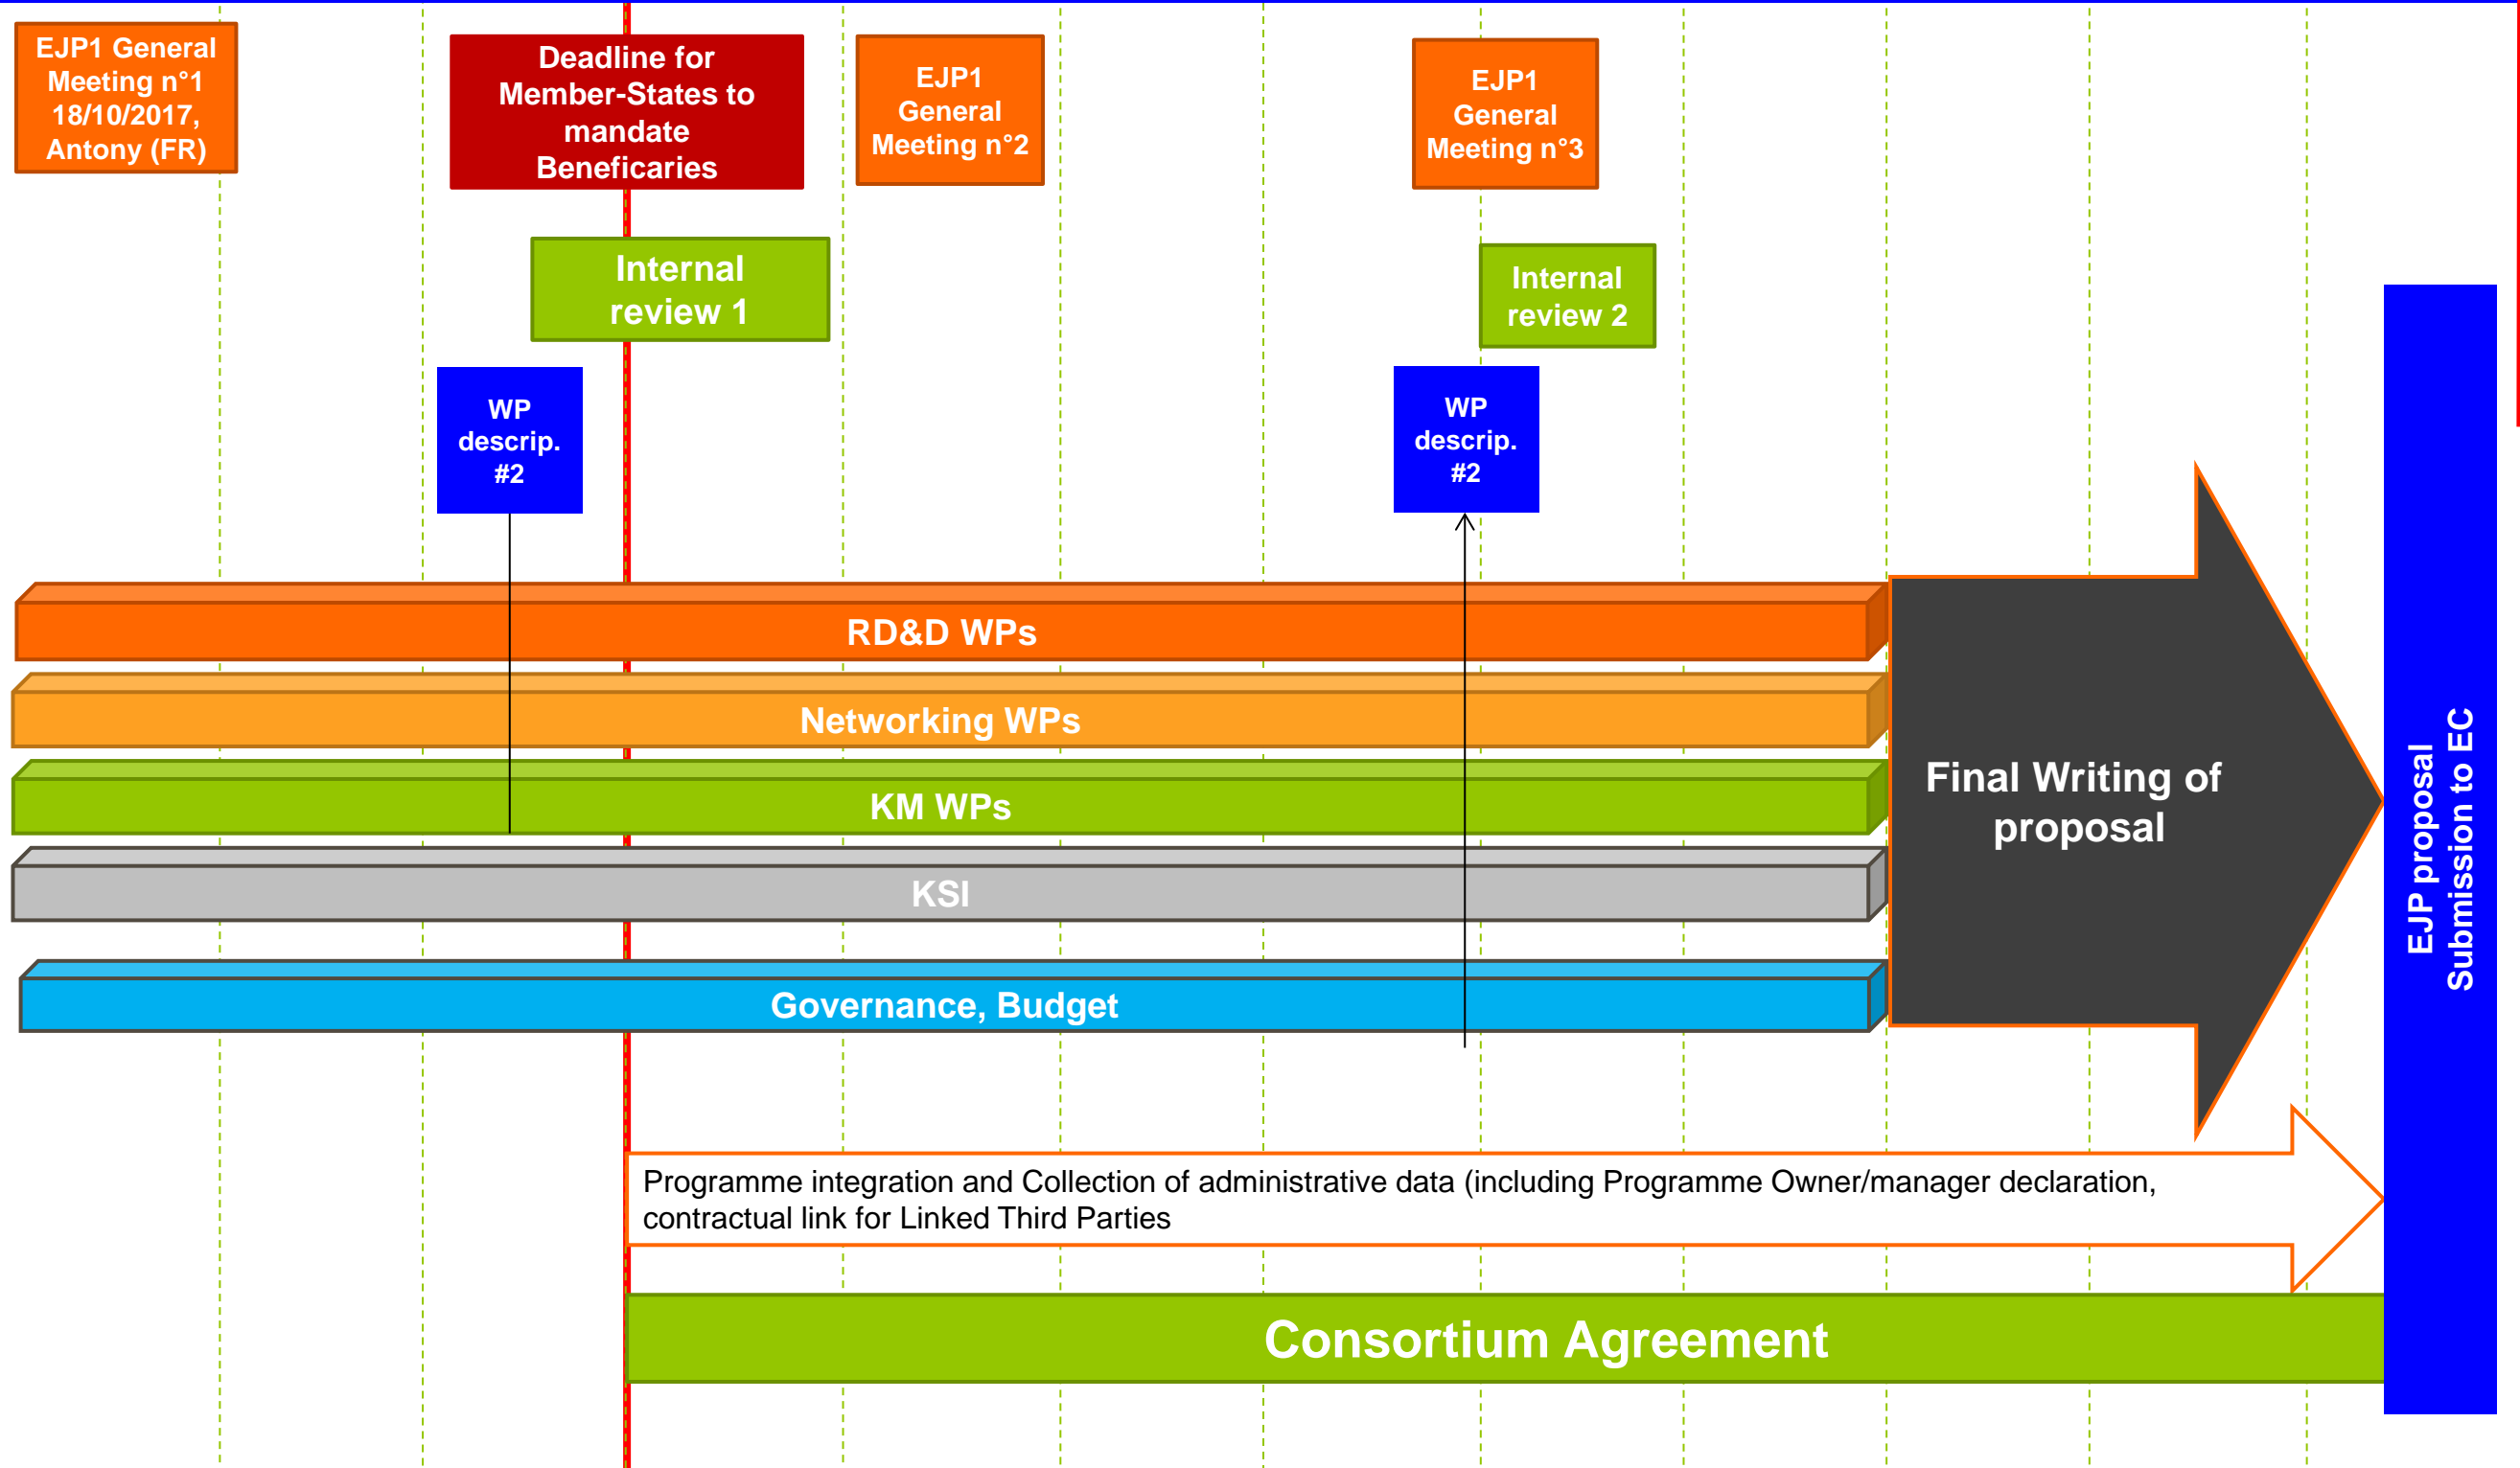 EJP1 General
Meeting n°1
18/10/2017,
Antony (FR)
Deadline for
Member-States to
mandate
Beneficaries
EJP1
General
Meeting n°2
EJP1
General
Meeting n°3
Internal
review 1
Internal
review 2
WP
descrip.
#2
WP
descrip.
#2
RD&D WPs
Networking WPs
KM WPs
KSI
Governance, Budget
Final Writing of
proposal
EJP proposal
Submission to EC
Programme integration and Collection of administrative data (including Programme Owner/manager declaration,
contractual link for Linked Third Parties
Consortium Agreement